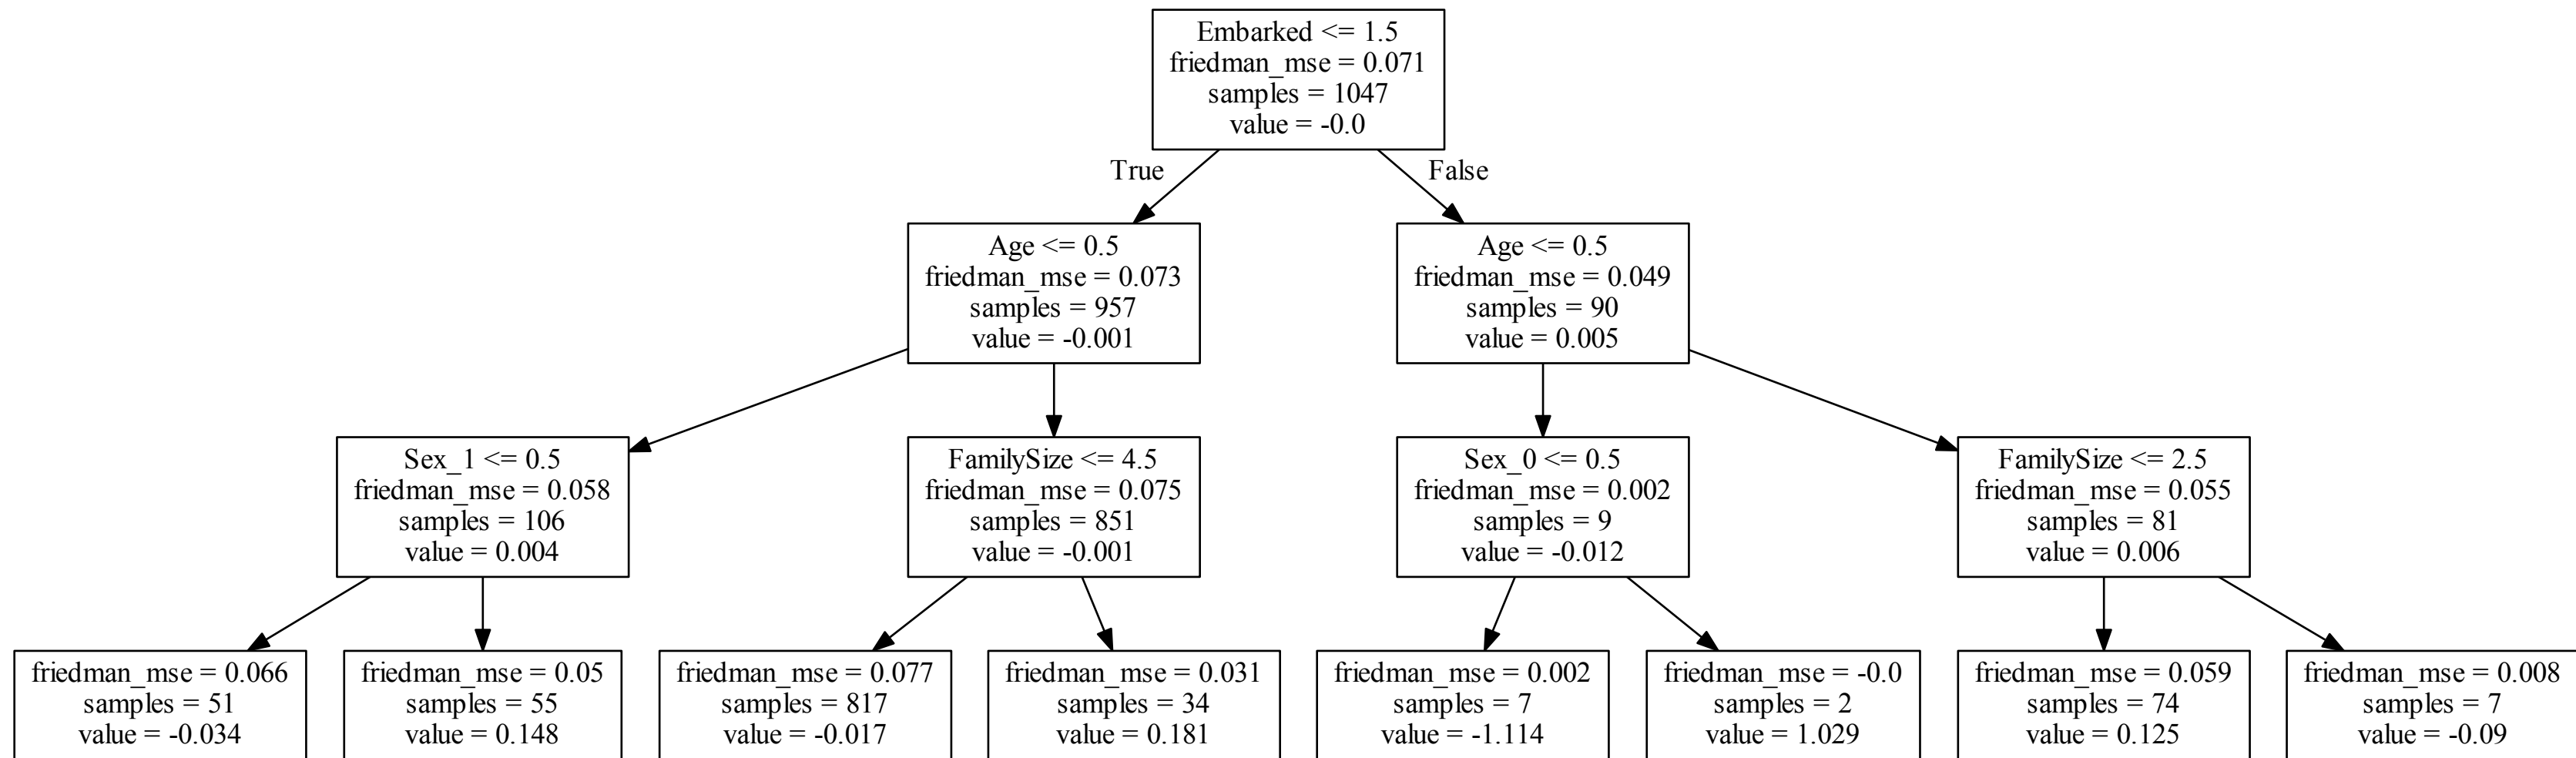 Embarked <= 1.5
friedman_mse = 0.071
samples = 1047
value = -0.0
True
False
Age <= 0.5
friedman_mse = 0.073
samples = 957
value = -0.001
Age <= 0.5
friedman_mse = 0.049
samples = 90
value = 0.005
Sex_1 <= 0.5
friedman_mse = 0.058
samples = 106
value = 0.004
FamilySize <= 4.5
friedman_mse = 0.075
samples = 851
value = -0.001
Sex_0 <= 0.5
friedman_mse = 0.002
samples = 9
value = -0.012
FamilySize <= 2.5
friedman_mse = 0.055
samples = 81
value = 0.006
friedman_mse = 0.066
samples = 51
value = -0.034
friedman_mse = 0.05
samples = 55
value = 0.148
friedman_mse = 0.077
samples = 817
value = -0.017
friedman_mse = 0.031
samples = 34
value = 0.181
friedman_mse = 0.002
samples = 7
value = -1.114
friedman_mse = -0.0
samples = 2
value = 1.029
friedman_mse = 0.059
samples = 74
value = 0.125
friedman_mse = 0.008
samples = 7
value = -0.09